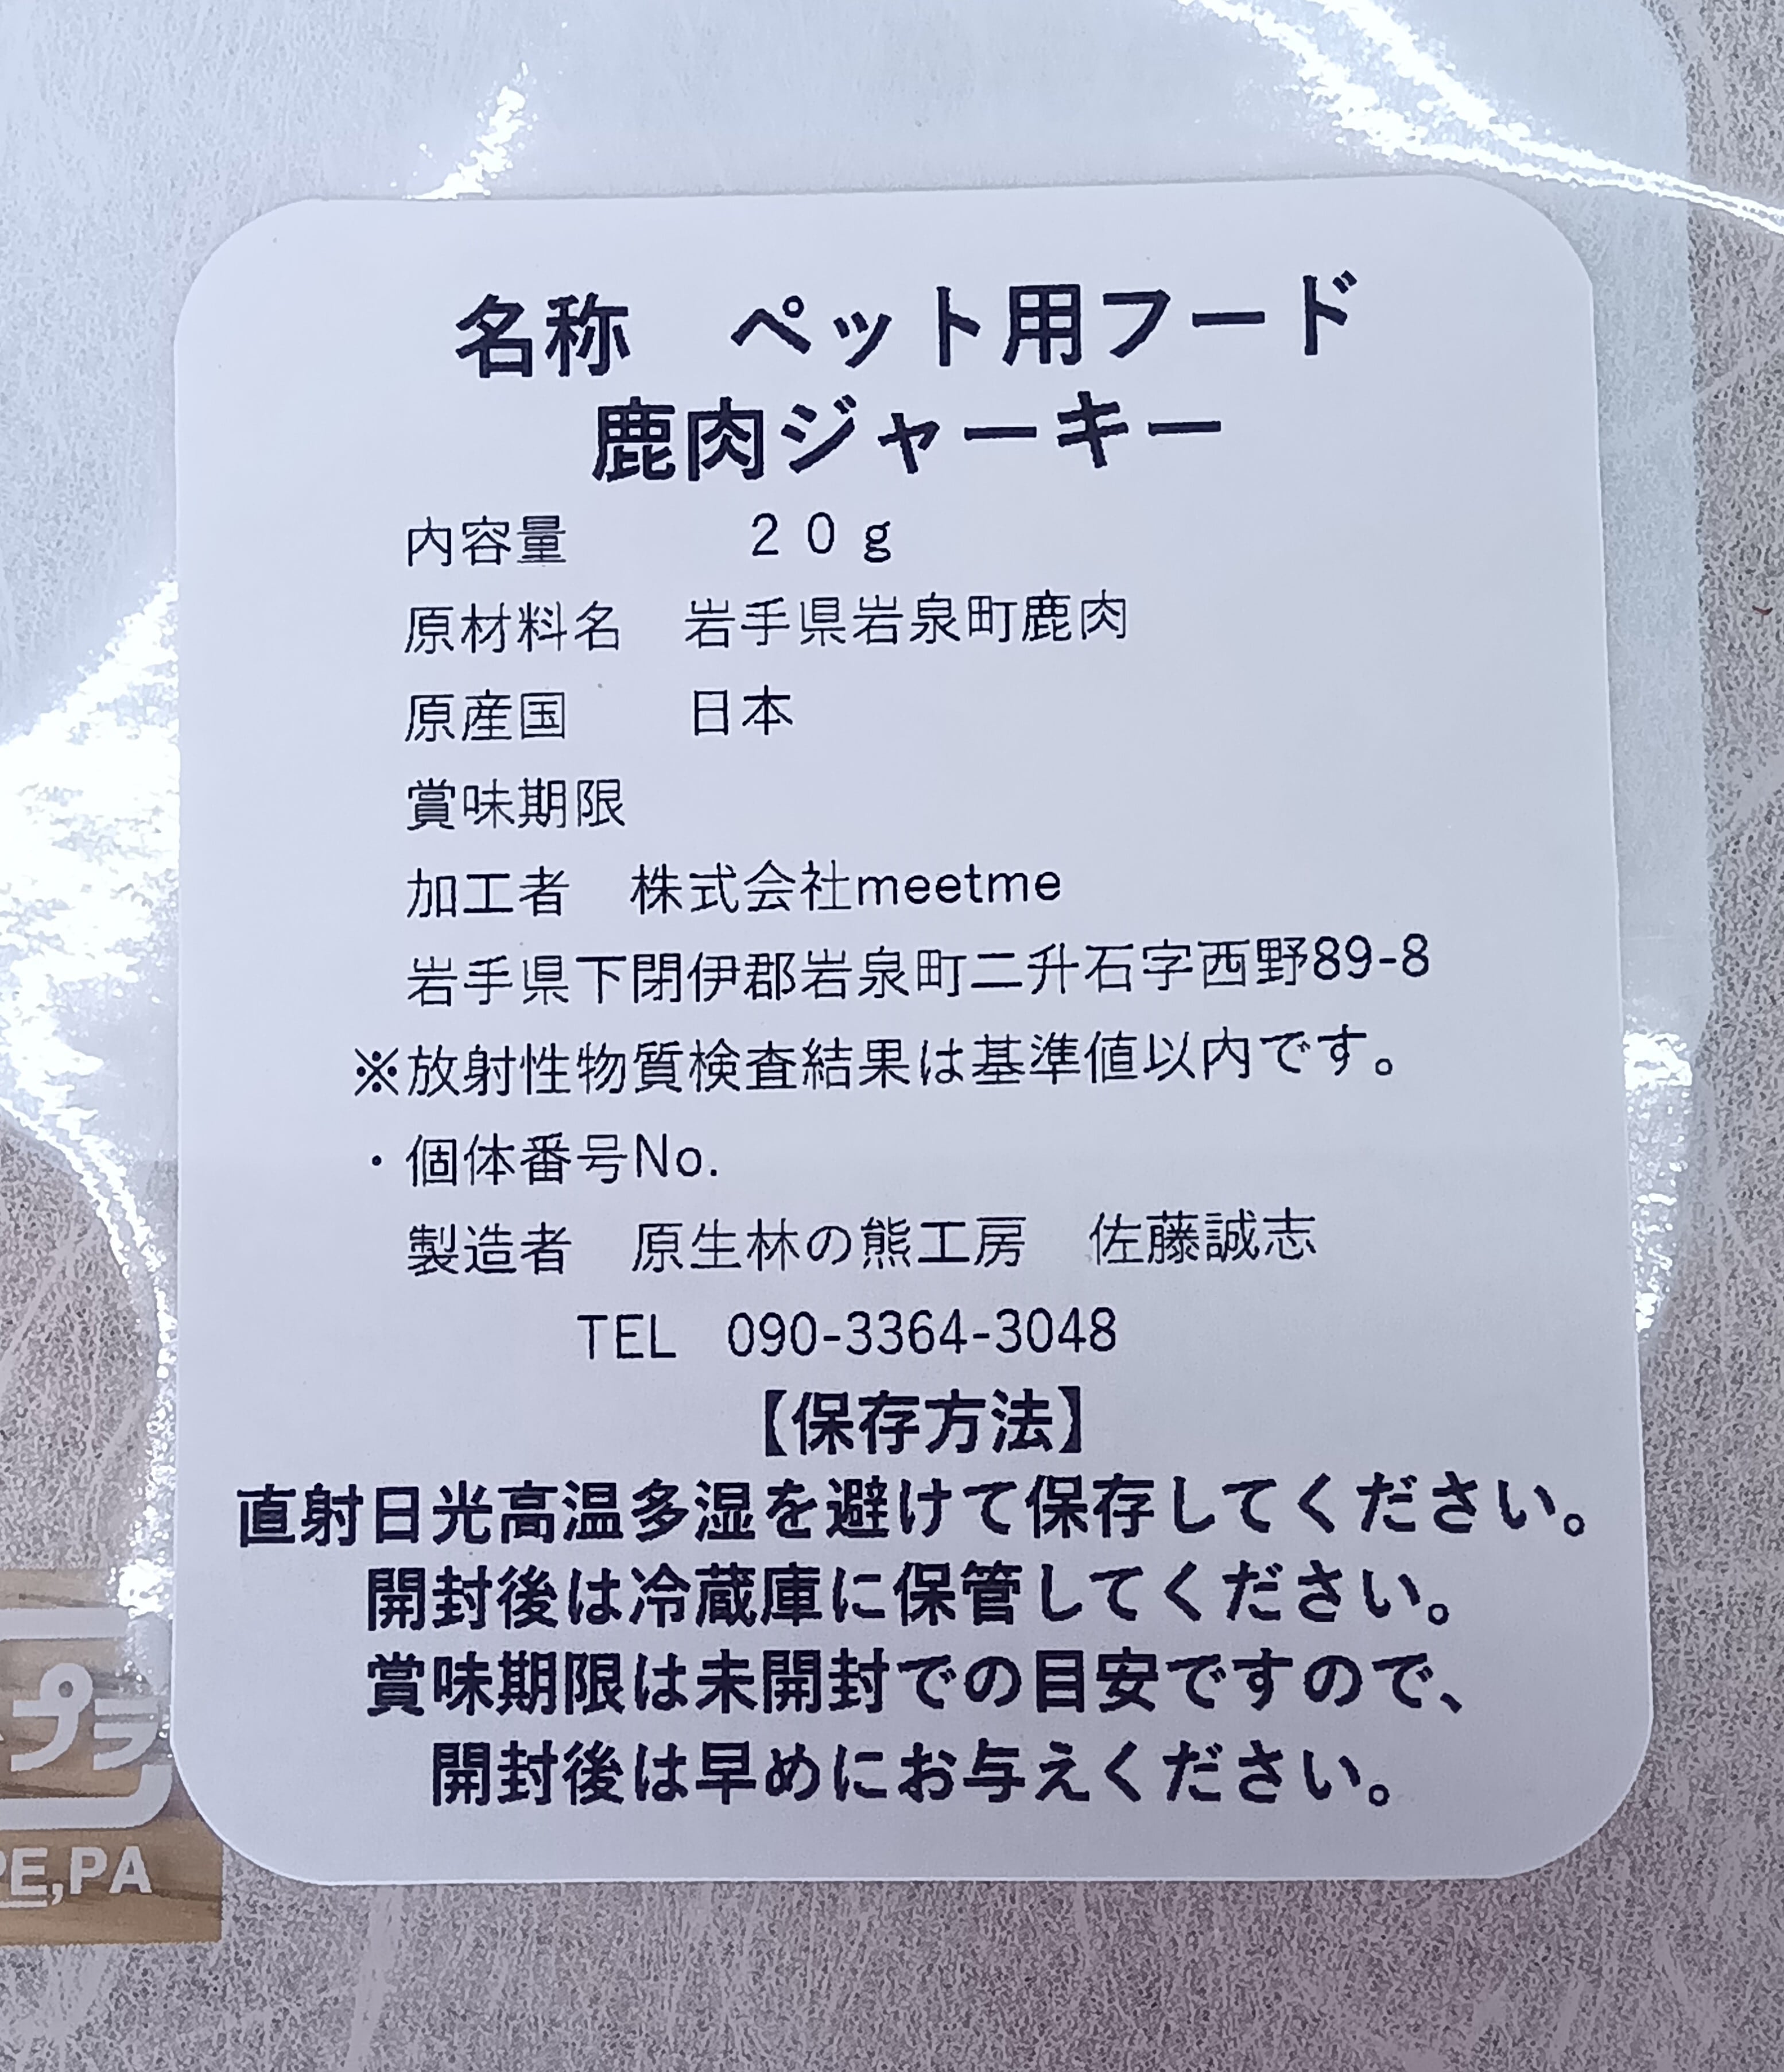 名称　ペット用フード
鹿肉ジャーキー
内容量　２０ｇ
原材料名　岩手県岩泉町鹿肉
原産国　日本
賞味期限
加工者　株式会社meetme
岩手県下閉伊郡岩泉町二升石字西野89-8
※放射性物質検査結果は基準値以内です。
・個体番号No.
製造者　原生林の熊工房　佐藤誠志
TEL　090-3364-3048
【保存方法】
直射日光高温多湿を避けて保存してください。
開封後は冷蔵庫に保管してください。
賞味期限は未開封での目安ですので、
開封後は早めにお与えください。
プラ
PE,PA